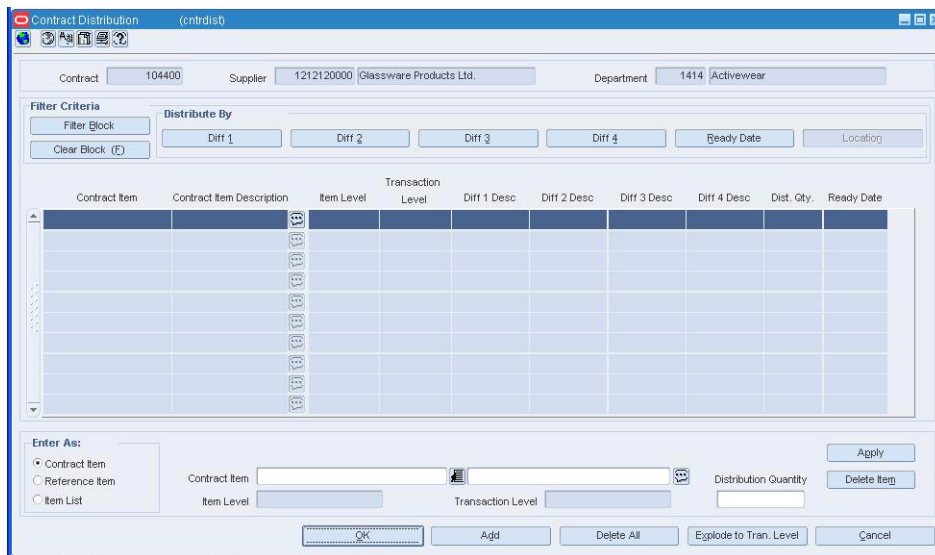 Contract Distribution (cntrdist)
Contract 104400 Supplier 1212120000 Glassware Products Ltd. Department 1414 Activewear
Filter Criteria
Filter Block
Clear Block (F)
Distribute By
Diff 1 Diff 2 Diff 3 Diff 4 Ready Date Location
Contract Item Contract Item Description Item Level Transaction Level Diff 1 Desc Diff 2 Desc Diff 3 Desc Diff 4 Desc Dist. Qty. Ready Date
Enter As:
Contract Item
Reference Item
Item List
Contract Item
Item Level Transaction Level
Distribution Quantity
Apply
Delete Item
OK Add Delete All Explode to Tran. Level Cancel